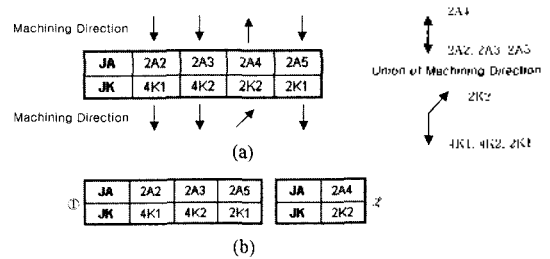 Machining Direction
JA 2A2 2A3 2A4 2A5
JK 4K1 4K2 2K2 2K1
Machining Direction
(a)
2A4
2A2, 2A3, 2A5
Union of Machining Direction
2K2
4K1, 4K2, 2K1
① JA 2A2 2A3 2A5 JA 2A4
JK 4K1 4K2 2K1 JK 2K2
(b)